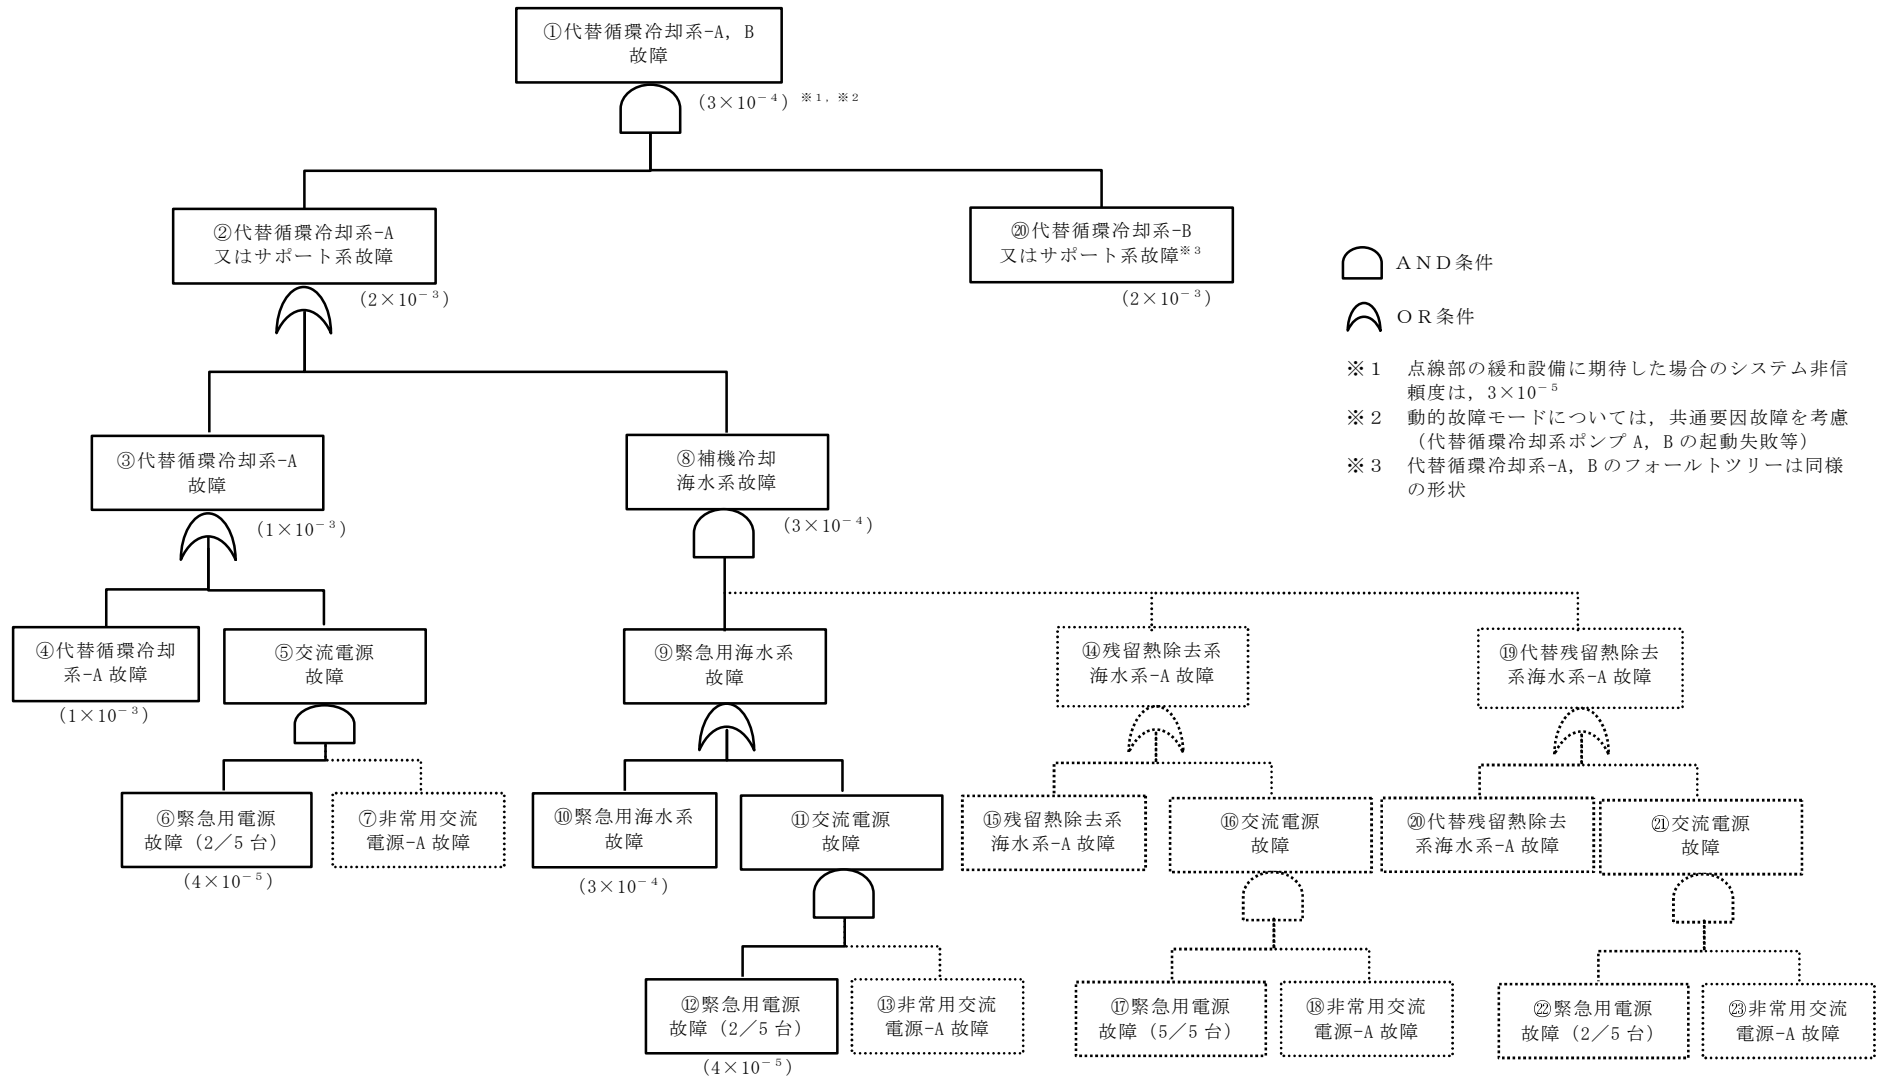 ①代替循環冷却系-A，B
故障
（3×10⁻⁴）※1，※2
②代替循環冷却系-A
又はサポート系故障
（2×10⁻³）
⑳代替循環冷却系-B
又はサポート系故障※3
（2×10⁻³）
ＡＮＤ条件
ＯＲ条件
※１　点線部の緩和設備に期待した場合のシステム非信
頼度は，3×10⁻⁵
※２　動的故障モードについては，共通要因故障を考慮
（代替循環冷却系ポンプ A，B の起動失敗等）
※３　代替循環冷却系-A，B のフォールトツリーは同様
の形状
③代替循環冷却系-A
故障
（1×10⁻³）
⑧補機冷却
海水系故障
（3×10⁻⁴）
④代替循環冷却
系-A 故障
（1×10⁻³）
⑤交流電源
故障
⑨緊急用海水系
故障
⑭残留熱除去系
海水系-A 故障
⑲代替残留熱除去
系海水系-A 故障
⑥緊急用電源
故障（2／5 台）
（4×10⁻⁵）
⑦非常用交流
電源-A 故障
⑩緊急用海水系
故障
（3×10⁻⁴）
⑪交流電源
故障
⑮残留熱除去系
海水系-A 故障
⑯交流電源
故障
⑳代替残留熱除去
系海水系-A 故障
㉑交流電源
故障
⑫緊急用電源
故障（2／5 台）
（4×10⁻⁵）
⑬非常用交流
電源-A 故障
⑰緊急用電源
故障（5／5 台）
⑱非常用交流
電源-A 故障
㉒緊急用電源
故障（2／5 台）
㉓非常用交流
電源-A 故障